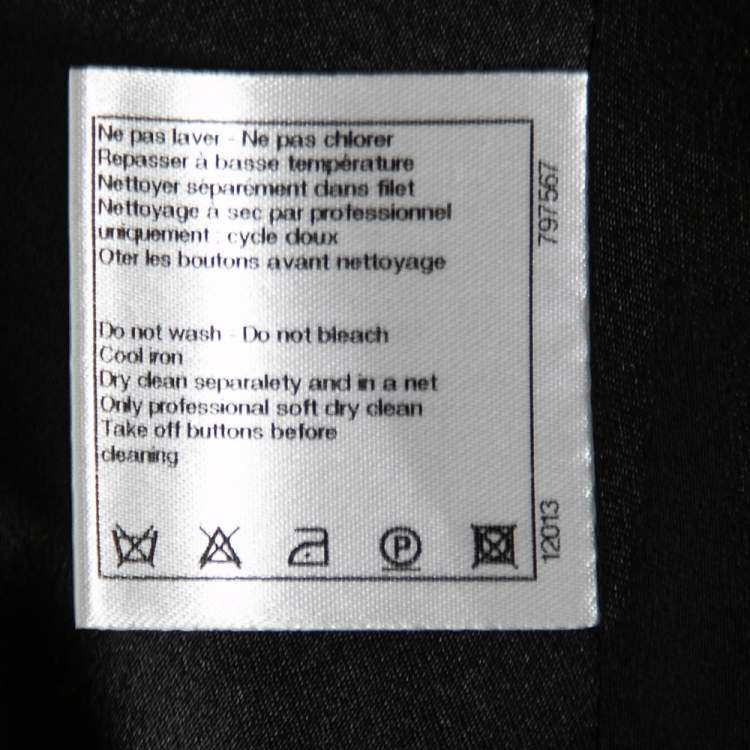 Ne pas laver - Ne pas chlorer
Repasser à basse température
Nettoyer séparément dans filet
Nettoyage à sec par professionnel
uniquement : cycle doux
Oter les boutons avant nettoyage
Do not wash - Do not bleach
Cool iron
Dry clean separalety and in a net
Only professional soft dry clean
Take off buttons before
cleaning
P
797567
12013